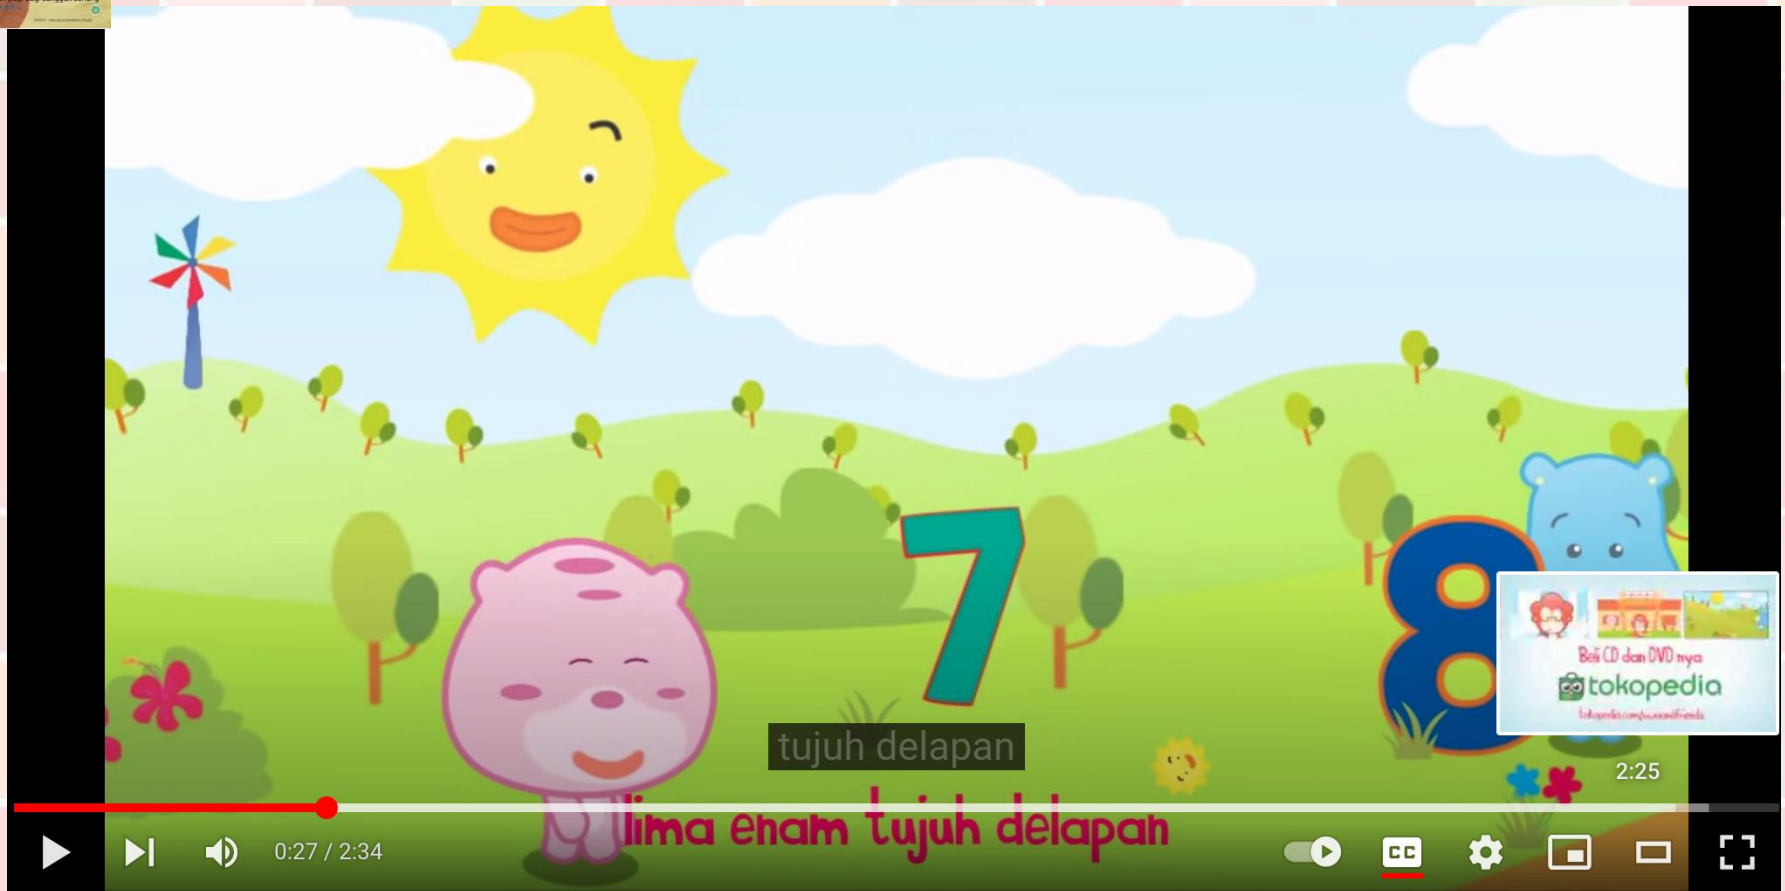 7
8
Beli CD dan DVD nya
tokopedia
tujuh delapan
2:25
lima enam tujuh delapan
0:27 / 2:34
CC